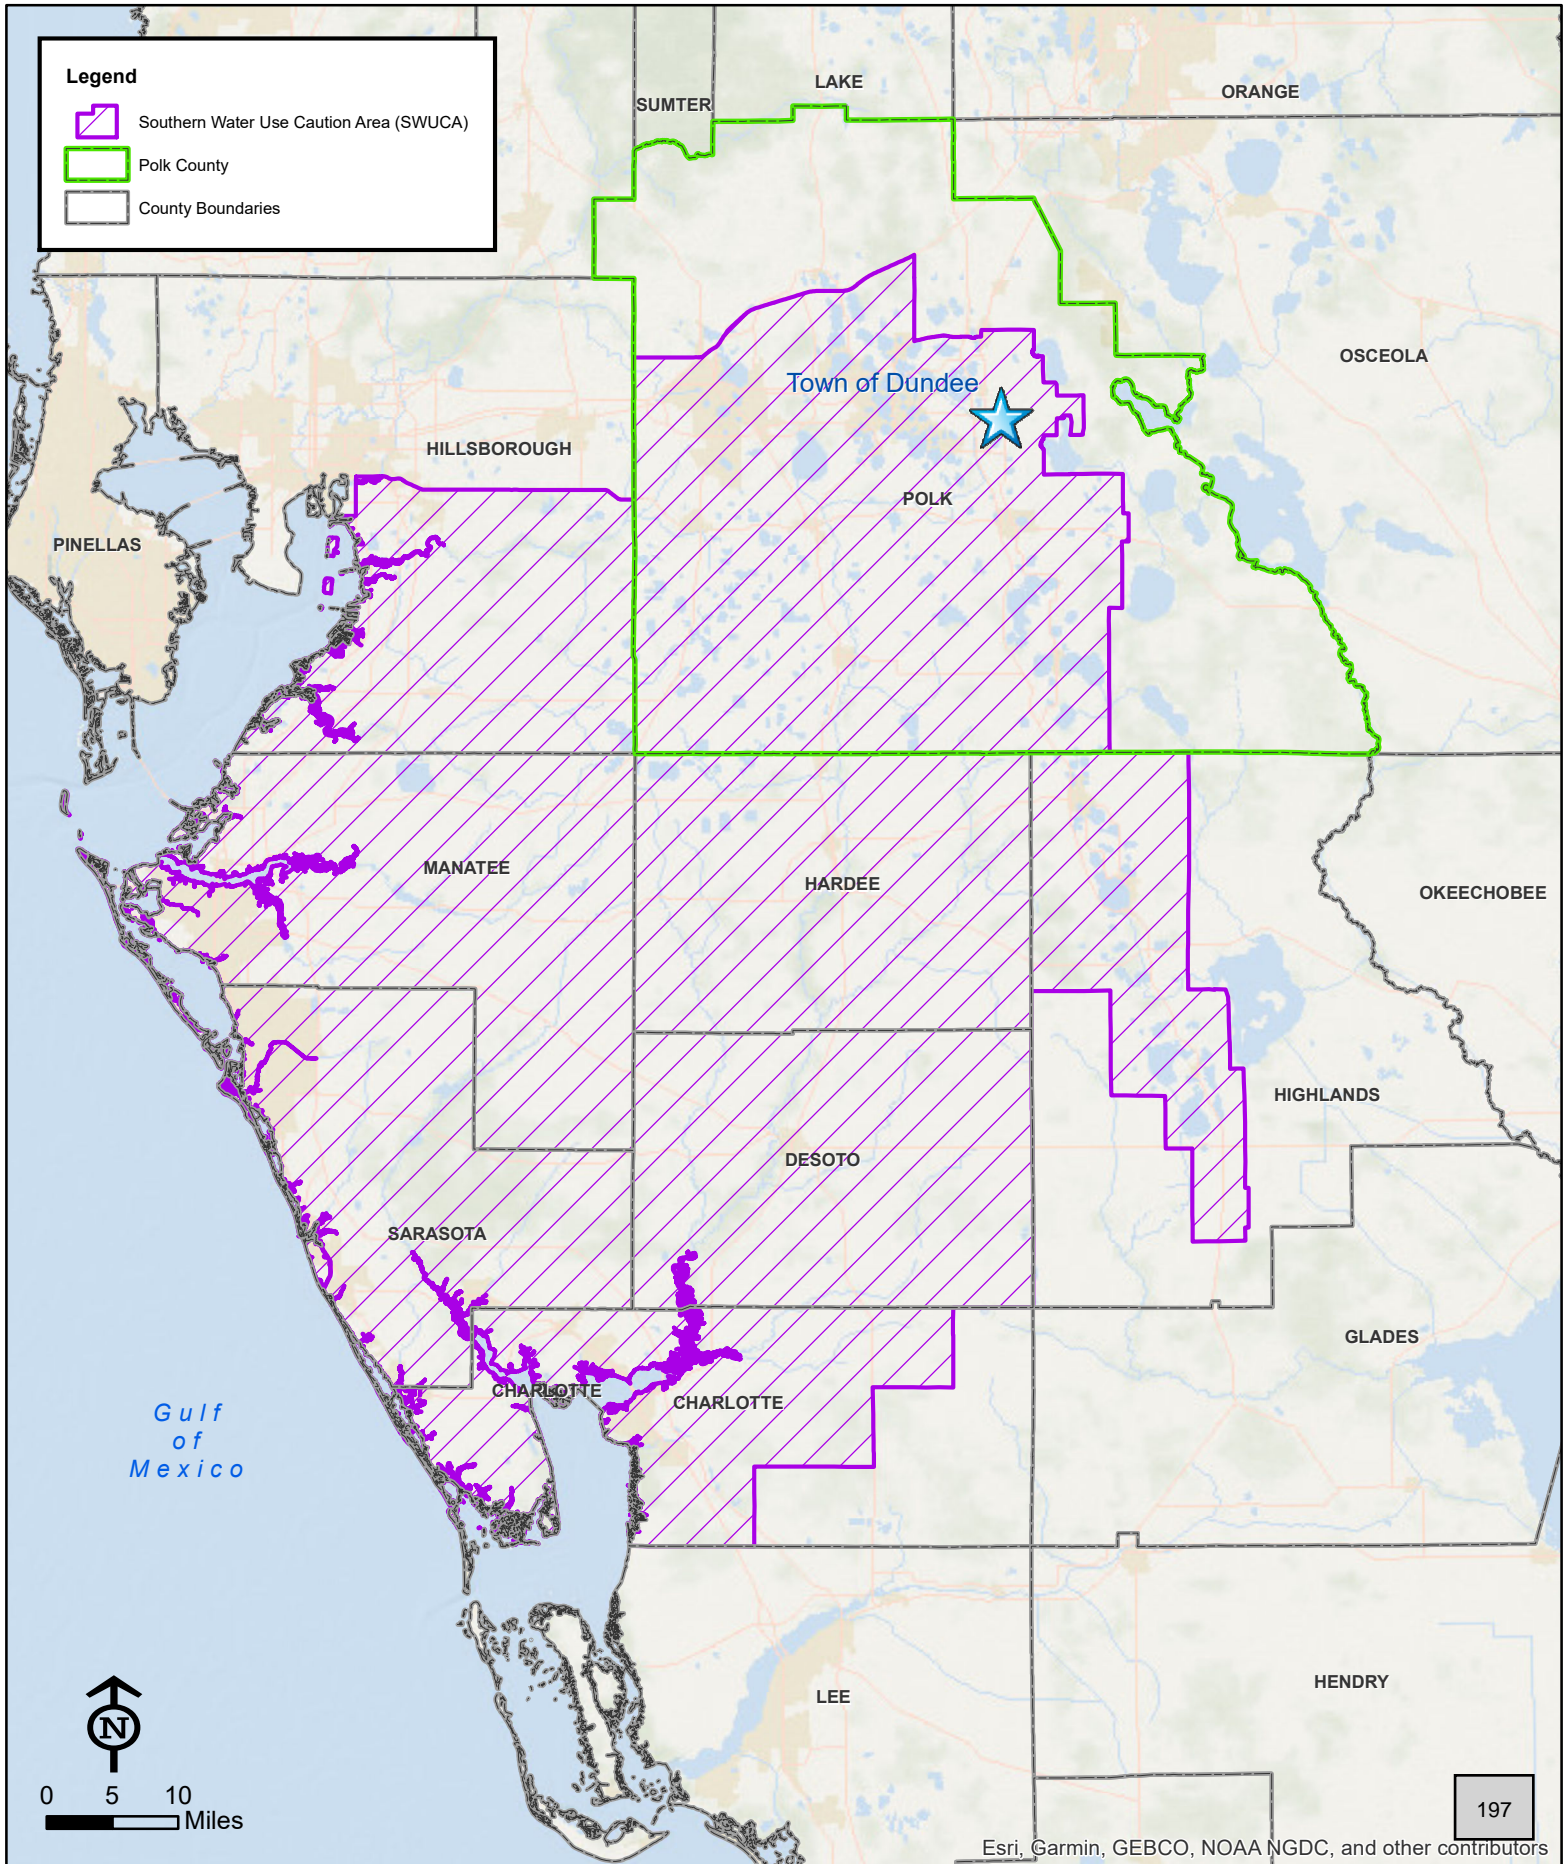 Legend
Southern Water Use Caution Area (SWUCA)
Polk County
County Boundaries
SUMTER
LAKE
ORANGE
OSCEOLA
Town of Dundee
HILLSBOROUGH
POLK
PINELLAS
MANATEE
HARDEE
OKEECHOBEE
HIGHLANDS
DESOTO
SARASOTA
GLADES
CHARLOTTE
CHARLOTTE
Gulf
of
Mexico
LEE
HENDRY
N
0 5 10
Miles
197
Esri, Garmin, GEBCO, NOAA NGDC, and other contributors